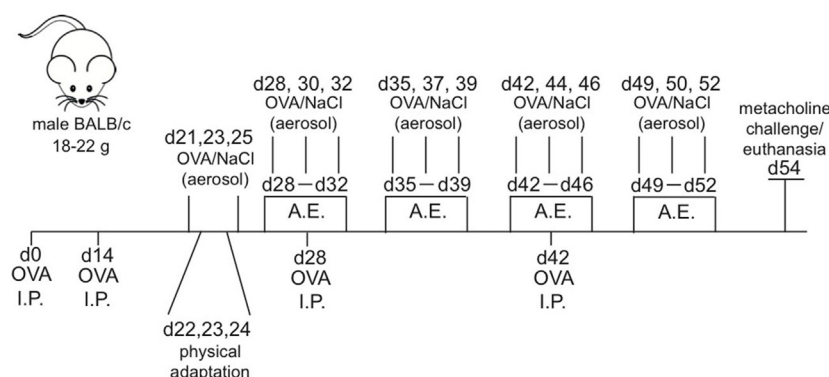 male BALB/c
18-22 g
d21,23,25
OVA/NaCl
(aerosol)
d28, 30, 32
OVA/NaCl
(aerosol)
d28–d32
A.E.
d35, 37, 39
OVA/NaCl
(aerosol)
d35–d39
A.E.
d42, 44, 46
OVA/NaCl
(aerosol)
d42–d46
A.E.
d49, 50, 52
OVA/NaCl
(aerosol)
d49–d52
A.E.
metacholine
challenge/
euthanasia
d54
d0
OVA
I.P.
d14
OVA
I.P.
d22,23,24
physical
adaptation
d28
OVA
I.P.
d42
OVA
I.P.